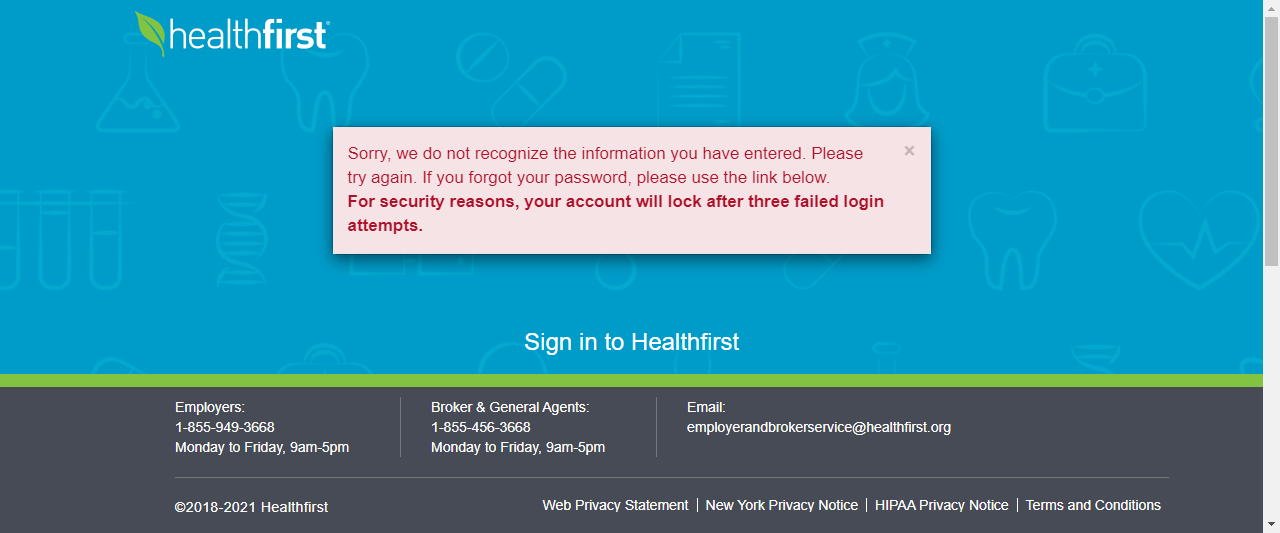 healthfirst®
Sorry, we do not recognize the information you have entered. Please
try again. If you forgot your password, please use the link below.
For security reasons, your account will lock after three failed login
attempts.
×
Sign in to Healthfirst
Employers:
1-855-949-3668
Monday to Friday, 9am-5pm
Broker & General Agents:
1-855-456-3668
Monday to Friday, 9am-5pm
Email:
employerandbrokerservice@healthfirst.org
©2018-2021 Healthfirst
Web Privacy Statement | New York Privacy Notice | HIPAA Privacy Notice | Terms and Conditions